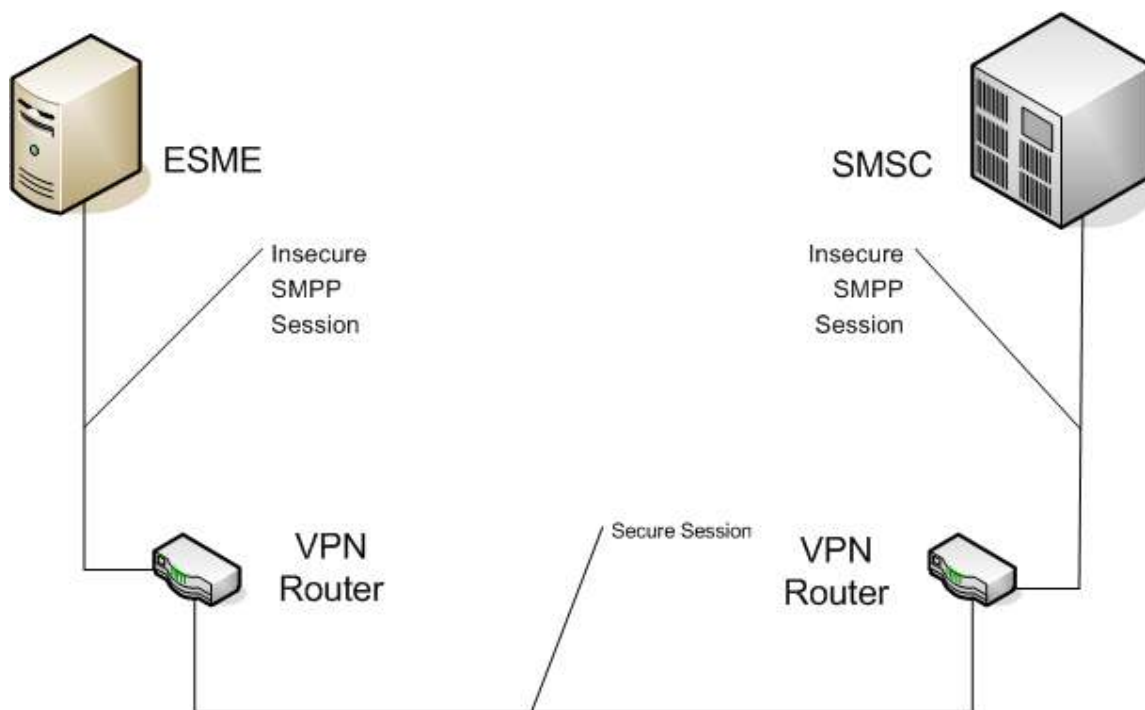 ESME
SMSC
Insecure
SMPP
Session
Insecure
SMPP
Session
Secure Session
VPN
Router
VPN
Router